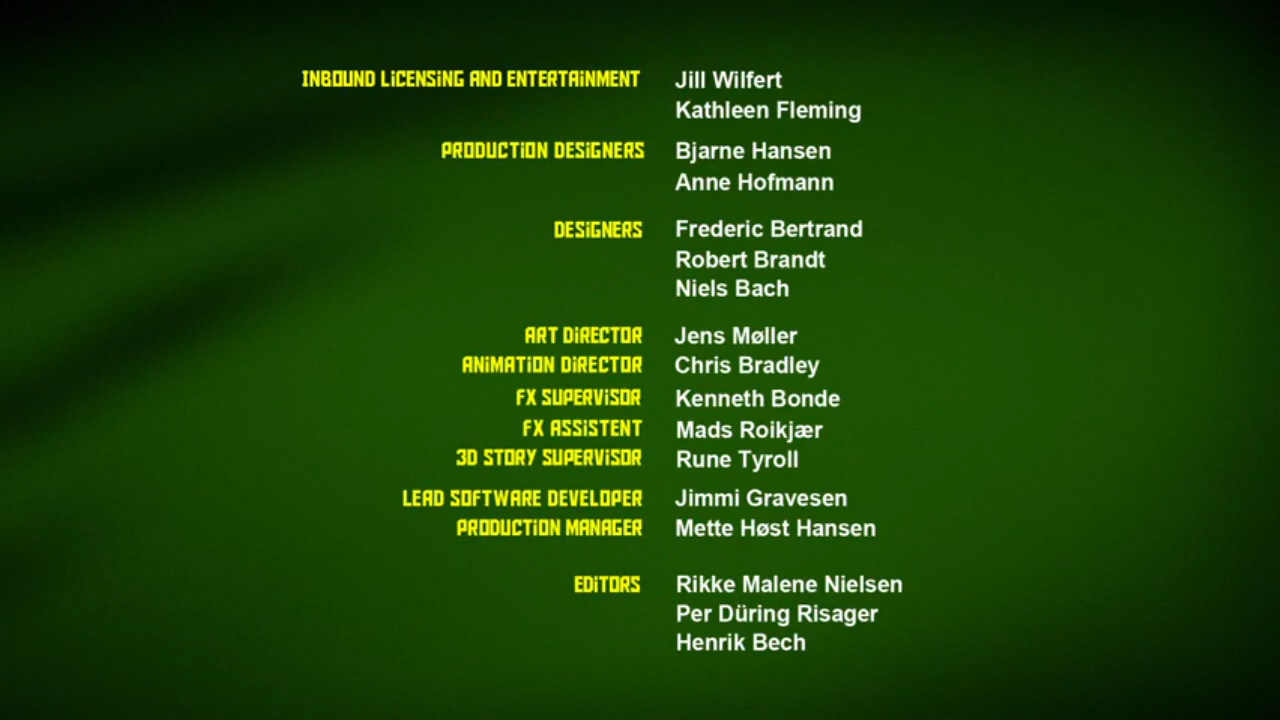 INBOUND LICENSING AND ENTERTAINMENT Jill Wilfert
Kathleen Fleming
PRODUCTION DESIGNERS Bjarne Hansen
Anne Hofmann
DESIGNERS Frederic Bertrand
Robert Brandt
Niels Bach
ART DIRECTOR Jens Møller
ANIMATION DIRECTOR Chris Bradley
FX SUPERVISOR Kenneth Bonde
FX ASSISTENT Mads Roikjær
3D STORY SUPERVISOR Rune Tyroll
LEAD SOFTWARE DEVELOPER Jimmi Gravesen
PRODUCTION MANAGER Mette Høst Hansen
EDITORS Rikke Malene Nielsen
Per Düring Risager
Henrik Bech